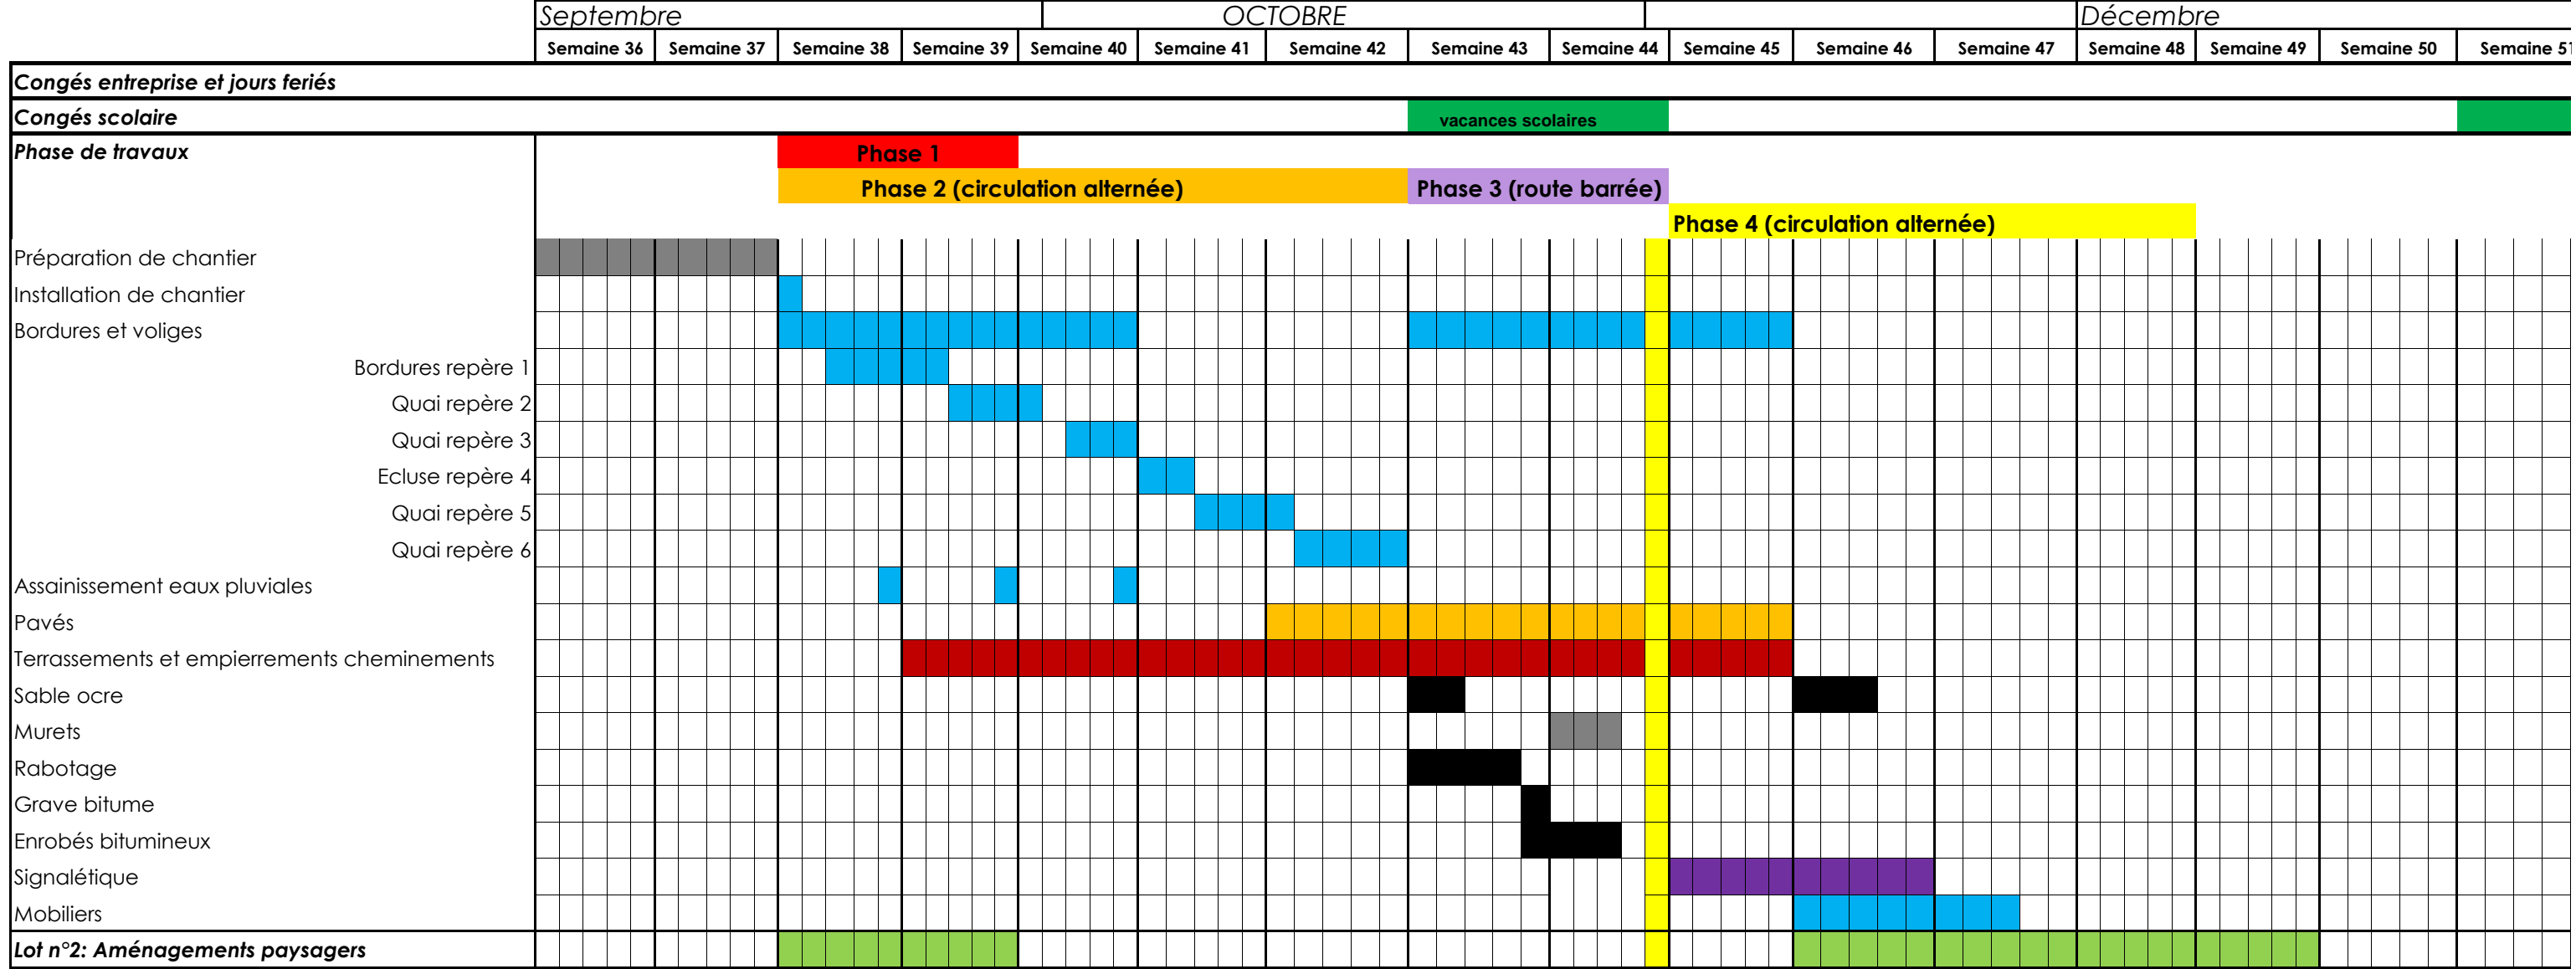 Septembre OCTOBRE Décembre
Semaine 36 Semaine 37 Semaine 38 Semaine 39 Semaine 40 Semaine 41 Semaine 42 Semaine 43 Semaine 44 Semaine 45 Semaine 46 Semaine 47 Semaine 48 Semaine 49 Semaine 50 Semaine 51
Congés entreprise et jours feriés
Congés scolaire vacances scolaires
Phase de travaux Phase 1
Phase 2 (circulation alternée) Phase 3 (route barrée)
Phase 4 (circulation alternée)
Préparation de chantier
Installation de chantier
Bordures et voliges
Bordures repère 1
Quai repère 2
Quai repère 3
Ecluse repère 4
Quai repère 5
Quai repère 6
Assainissement eaux pluviales
Pavés
Terrassements et empierrements cheminements
Sable ocre
Murets
Rabotage
Grave bitume
Enrobés bitumineux
Signalétique
Mobiliers
Lot n°2: Aménagements paysagers